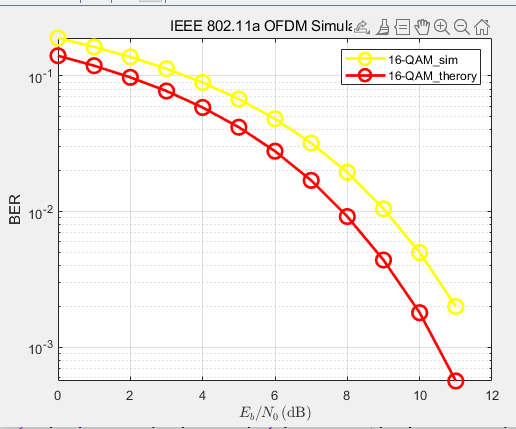 IEEE 802.11a OFDM
16-QAM_sim
16-QAM_therory
10⁻¹
10⁻²
10⁻³
BER
0 2 4 6 8 10 12
E_b/N_0 (dB)